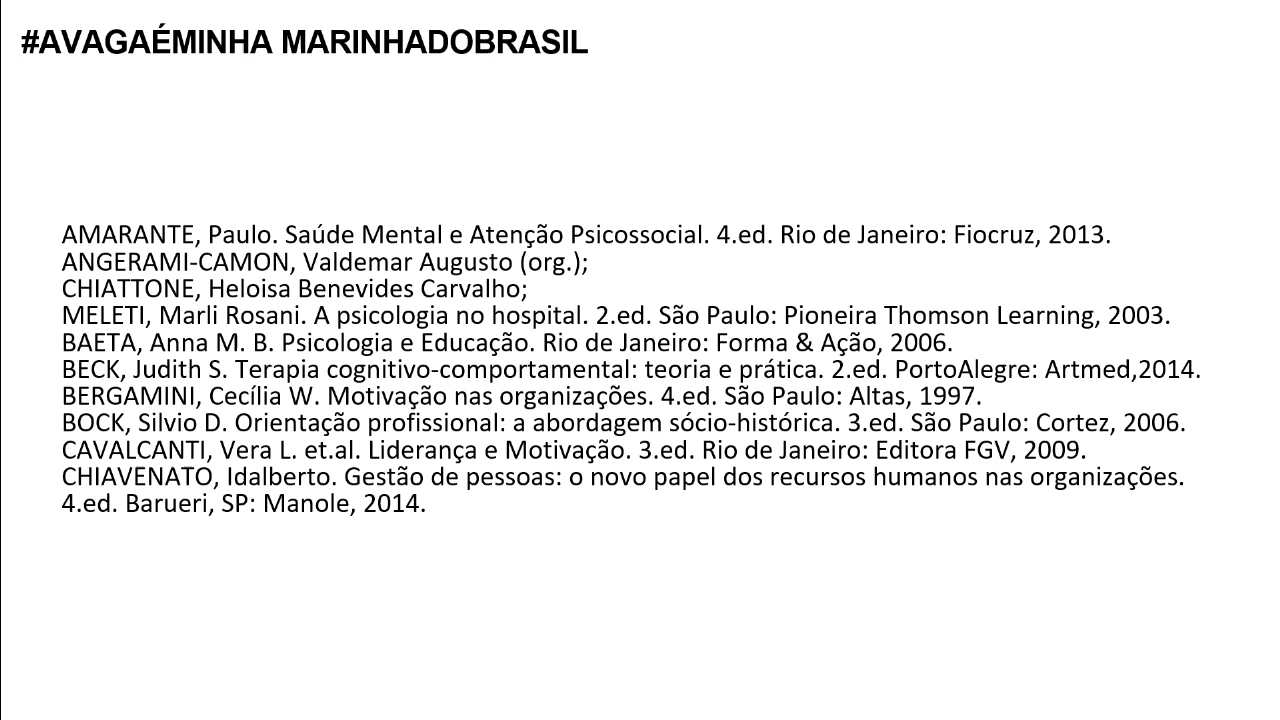 #AVAGAÉMINHA MARINHADOBRASIL
AMARANTE, Paulo. Saúde Mental e Atenção Psicossocial. 4.ed. Rio de Janeiro: Fiocruz, 2013.
ANGERAMI-CAMON, Valdemar Augusto (org.);
CHIATTONE, Heloisa Benevides Carvalho;
MELETI, Marli Rosani. A psicologia no hospital. 2.ed. São Paulo: Pioneira Thomson Learning, 2003.
BAETA, Anna M. B. Psicologia e Educação. Rio de Janeiro: Forma & Ação, 2006.
BECK, Judith S. Terapia cognitivo-comportamental: teoria e prática. 2.ed. PortoAlegre: Artmed,2014.
BERGAMINI, Cecília W. Motivação nas organizações. 4.ed. São Paulo: Altas, 1997.
BOCK, Silvio D. Orientação profissional: a abordagem sócio-histórica. 3.ed. São Paulo: Cortez, 2006.
CAVALCANTI, Vera L. et.al. Liderança e Motivação. 3.ed. Rio de Janeiro: Editora FGV, 2009.
CHIAVENATO, Idalberto. Gestão de pessoas: o novo papel dos recursos humanos nas organizações.
4.ed. Barueri, SP: Manole, 2014.